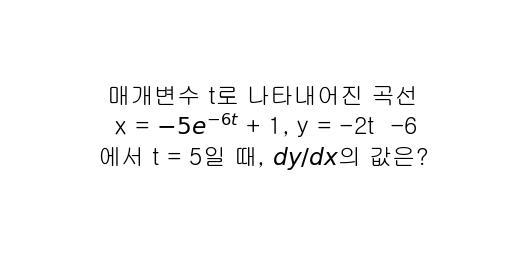 매개변수 t로 나타내어진 곡선
x = −5e⁻⁶ᵗ + 1, y = −2t −6
에서 t = 5일 때, dy/dx의 값은?